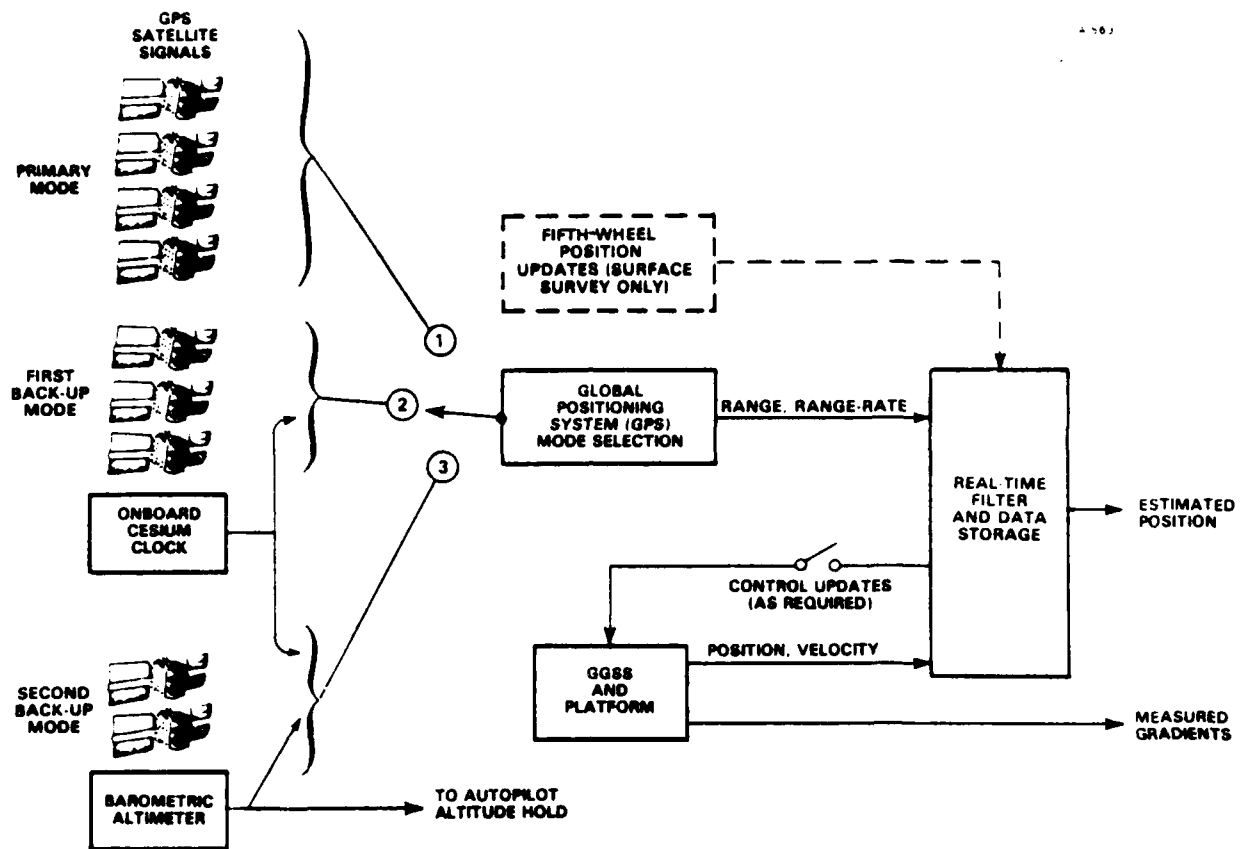 GPS
SATELLITE
SIGNALS
PRIMARY
MODE
FIFTH-WHEEL
POSITION
UPDATES (SURFACE
SURVEY ONLY)
1
FIRST
BACK-UP
MODE
2
GLOBAL
POSITIONING
SYSTEM (GPS)
MODE SELECTION
RANGE, RANGE-RATE
3
ONBOARD
CESIUM
CLOCK
REAL-TIME
FILTER
AND DATA
STORAGE
ESTIMATED
POSITION
CONTROL UPDATES
(AS REQUIRED)
SECOND
BACK-UP
MODE
GGSS
AND
PLATFORM
POSITION, VELOCITY
MEASURED
GRADIENTS
BAROMETRIC
ALTIMETER
TO AUTOPILOT
ALTITUDE HOLD